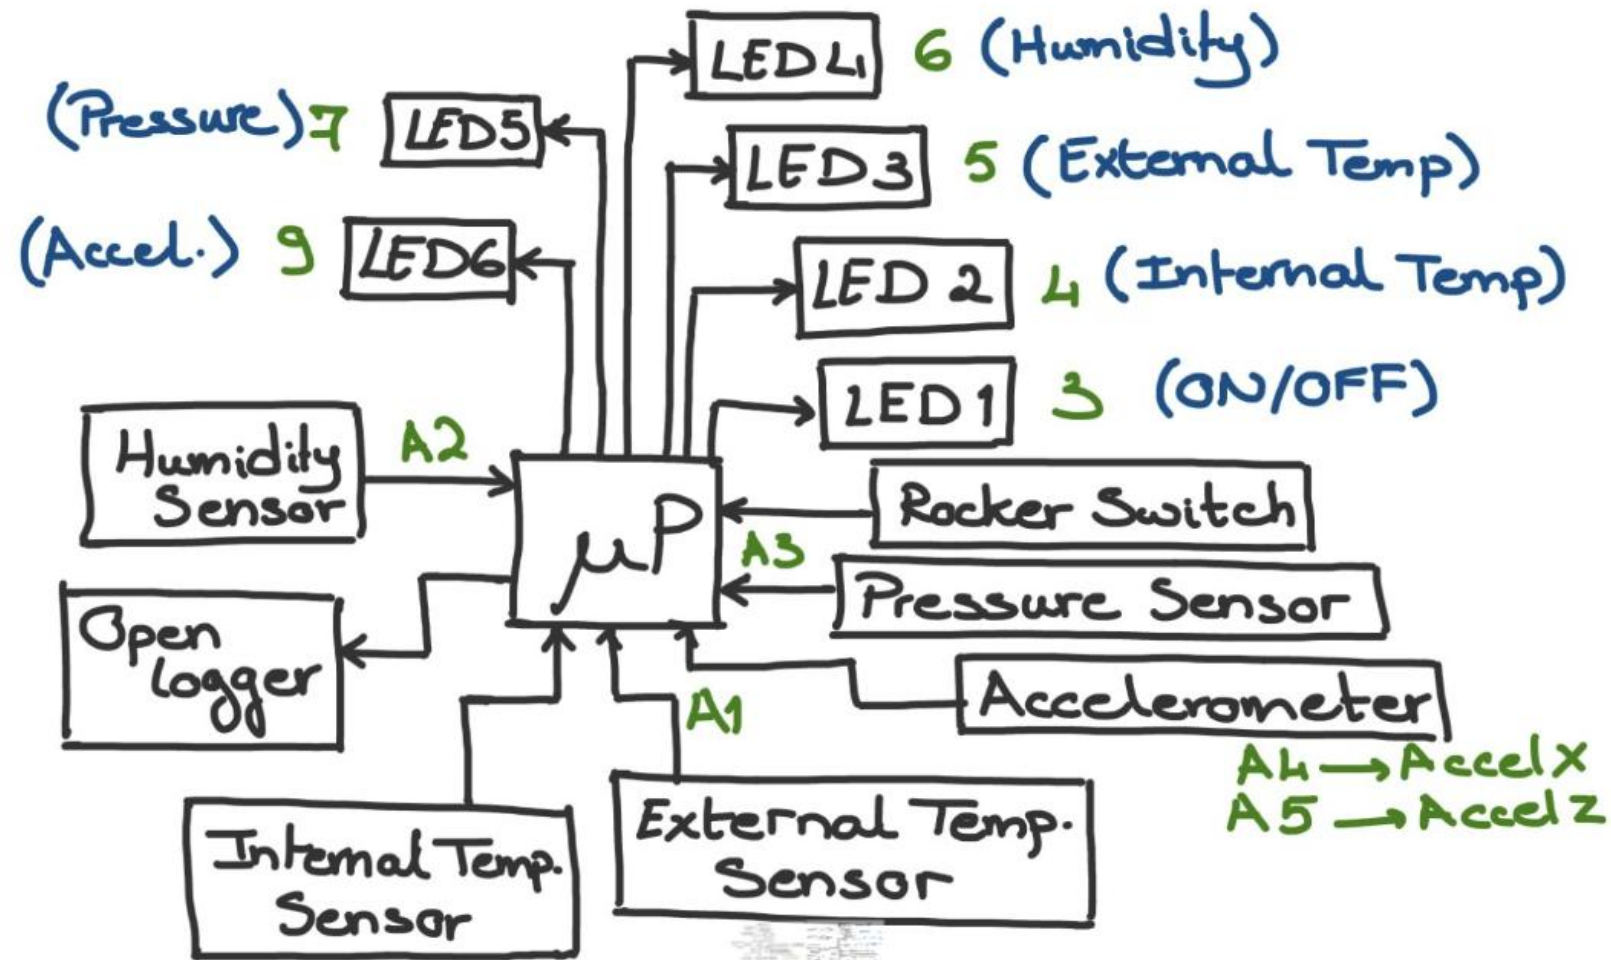 LED4 6 (Humidity)
(Pressure) 7 LED5
LED3 5 (External Temp)
(Accel.) 9 LED6
LED 2 4 (Internal Temp)
LED1 3 (ON/OFF)
Humidity
Sensor
A2
μP
Rocker Switch
A3
Pressure Sensor
Open
Logger
Accelerometer
A4 → Accel X
A5 → Accel Z
A1
Internal Temp.
Sensor
External Temp.
Sensor